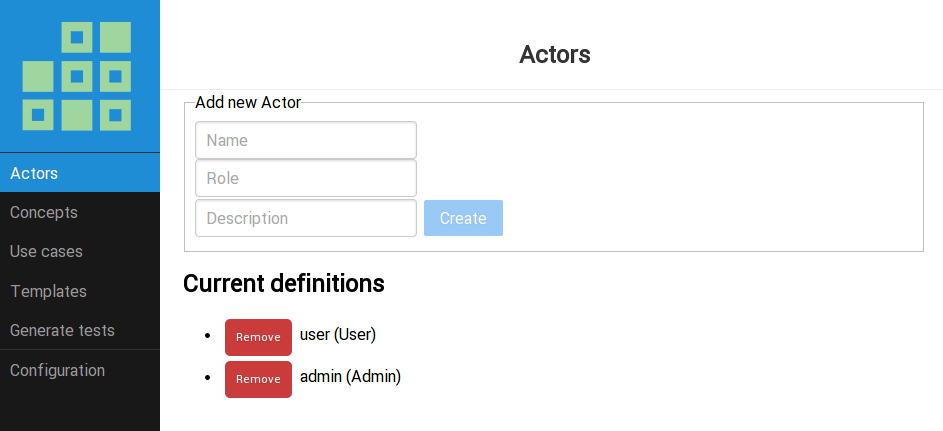 Actors
Actors
Concepts
Use cases
Templates
Generate tests
Configuration
Add new Actor
Name
Role
Description Create
Current definitions
Remove user (User)
Remove admin (Admin)